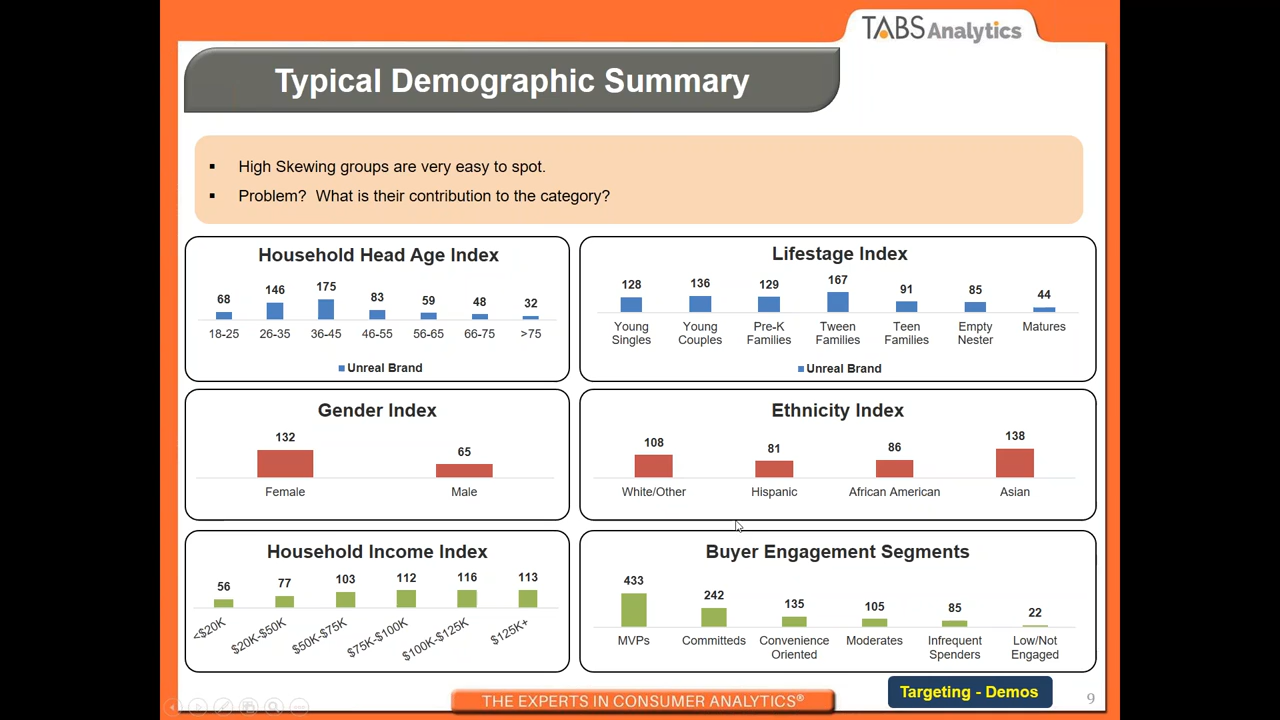 TABS Analytics
Typical Demographic Summary
▪ High Skewing groups are very easy to spot.
▪ Problem? What is their contribution to the category?
Household Head Age Index
68 146 175 83 59 48 32
18-25 26-35 36-45 46-55 56-65 66-75 >75
Unreal Brand
Lifestage Index
128 136 129 167 91 85 44
Young Singles
Young Couples
Pre-K Families
Tween Families
Teen Families
Empty Nester
Matures
Unreal Brand
Gender Index
132 65
Female Male
Ethnicity Index
108 81 86 138
White/Other Hispanic African American Asian
Household Income Index
56 77 103 112 116 113
<$20K $20K-$50K $50K-$75K $75K-$100K $100K-$125K $125K+
Buyer Engagement Segments
433 242 135 105 85 22
MVPs
Committeds
Convenience Oriented
Moderates
Infrequent Spenders
Low/Not Engaged
THE EXPERTS IN CONSUMER ANALYTICS®
Targeting - Demos
9